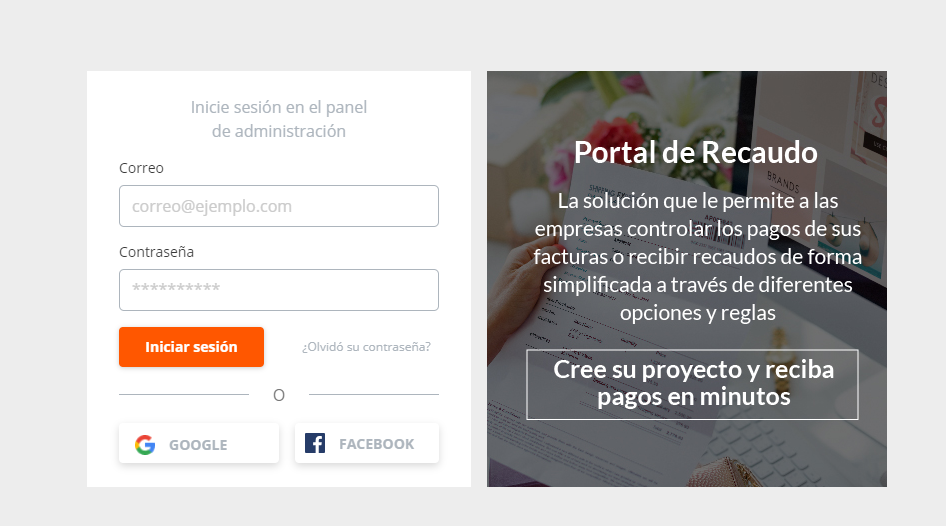 Inicie sesión en el panel
de administración
Correo
correo@ejemplo.com
Contraseña
**********
Iniciar sesión
¿Olvidó su contraseña?
O
GOOGLE
FACEBOOK
Portal de Recaudo
La solución que le permite a las
empresas controlar los pagos de sus
facturas o recibir recaudos de forma
simplificada a través de diferentes
opciones y reglas
Cree su proyecto y reciba
pagos en minutos
BRANDS